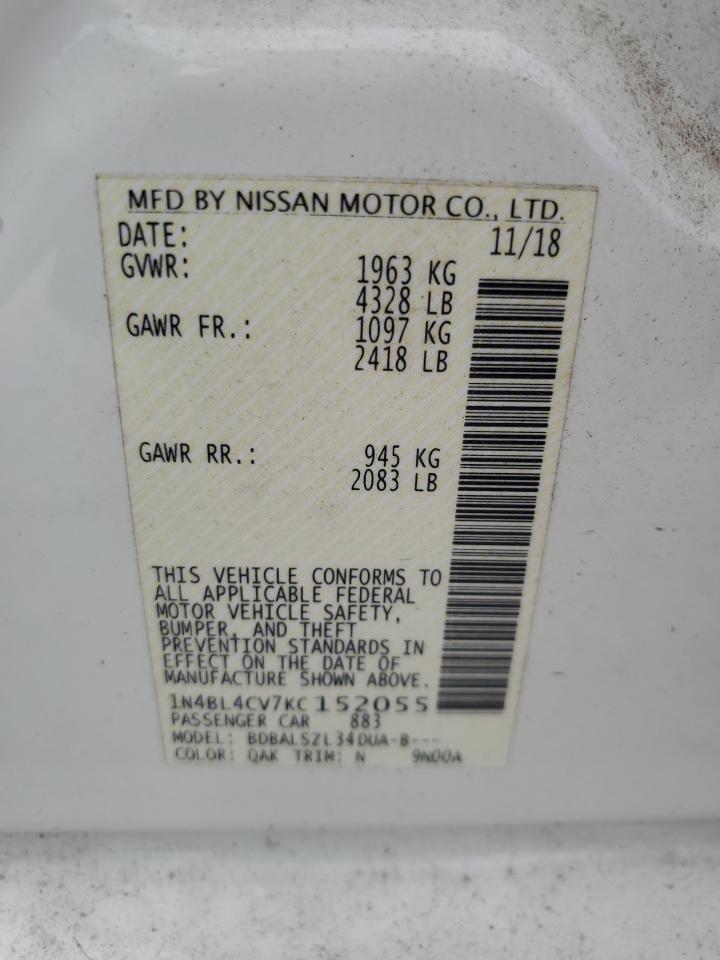 MFD BY NISSAN MOTOR CO., LTD.
DATE: 11/18
GVWR: 1963 KG
4328 LB
GAWR FR.: 1097 KG
2418 LB
GAWR RR.: 945 KG
2083 LB
THIS VEHICLE CONFORMS TO
ALL APPLICABLE FEDERAL
MOTOR VEHICLE SAFETY,
BUMPER, AND THEFT
PREVENTION STANDARDS IN
EFFECT ON THE DATE OF
MANUFACTURE SHOWN ABOVE.
1N4BL4CV7KC152055
PASSENGER CAR 883
MODEL: BDBALSZL34DUA-B---
COLOR: QAK TRIM: N 9N00A